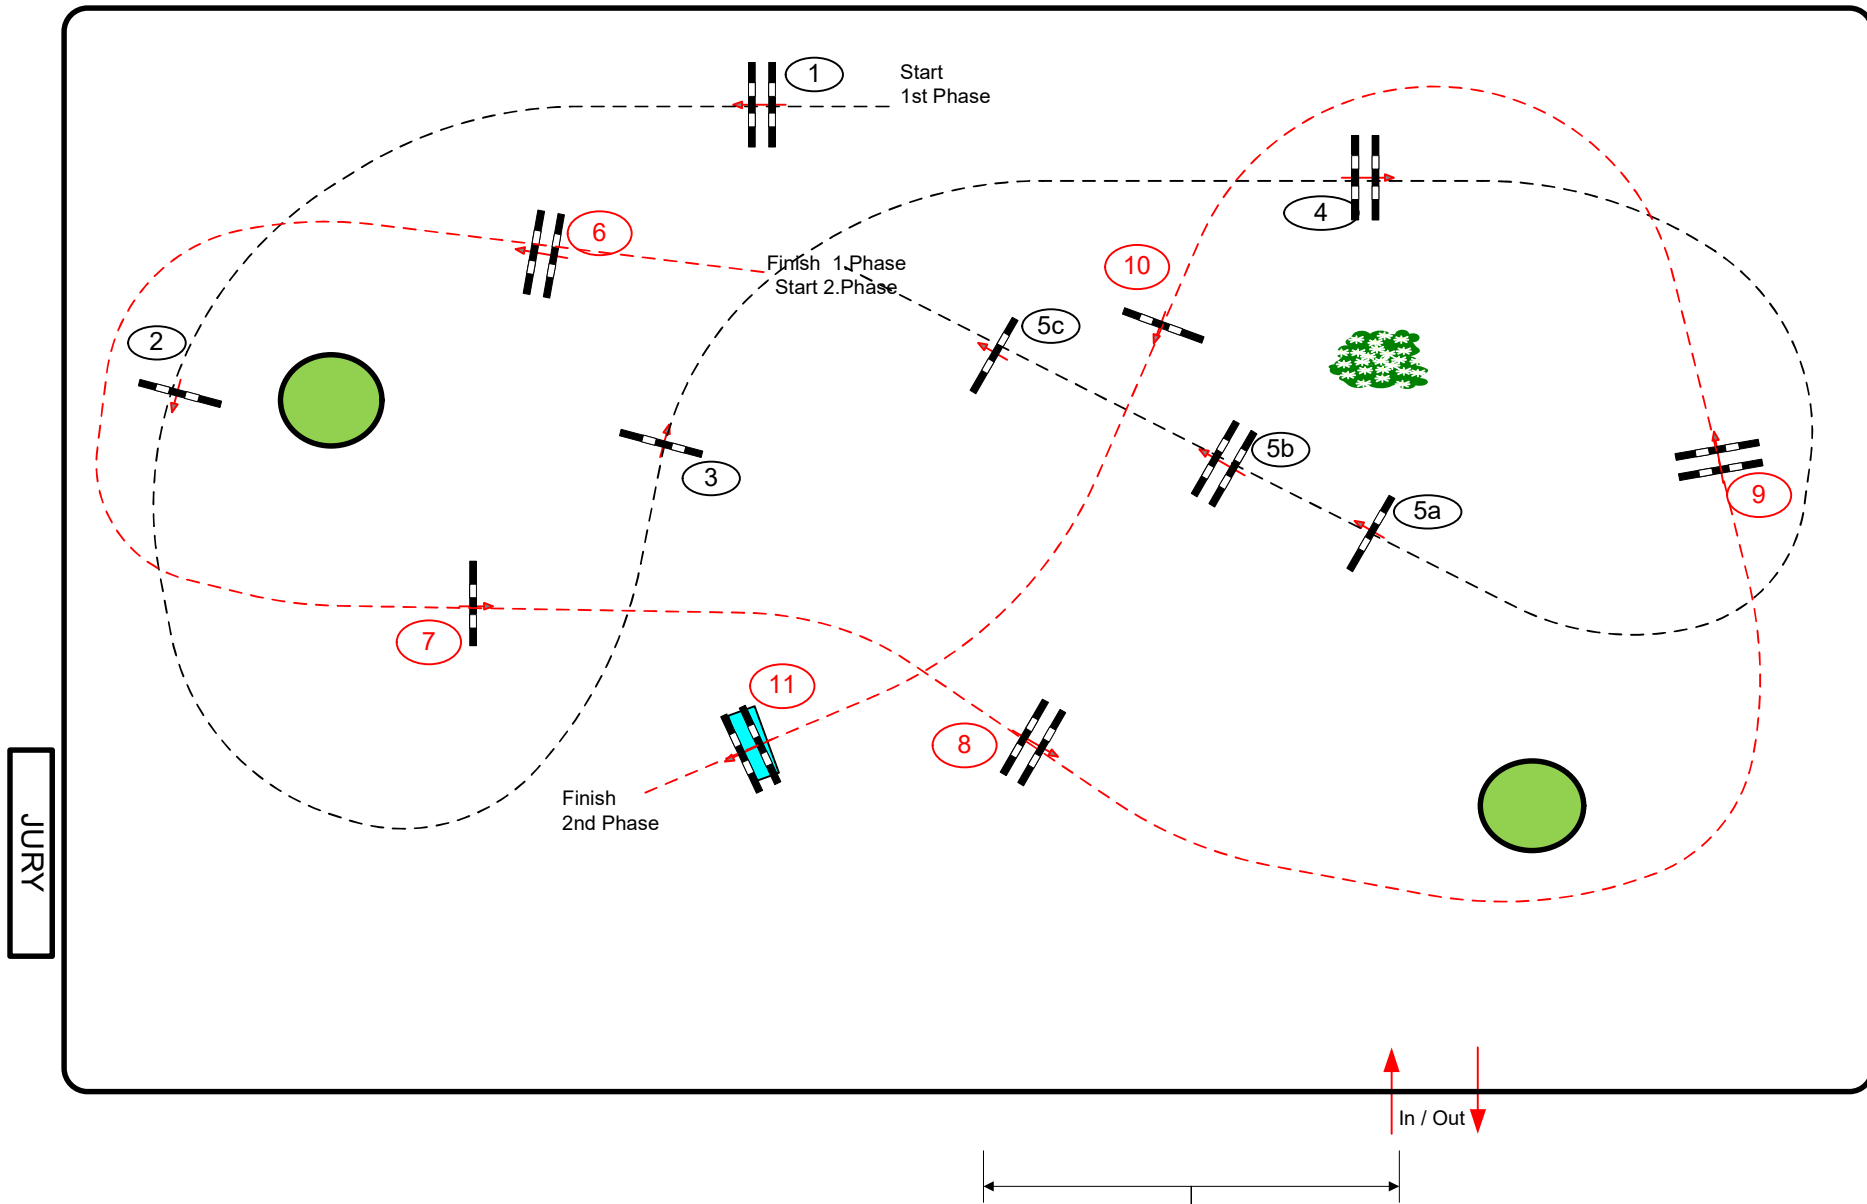 1
Start
1st Phase
4
6
10
Finish  1.Phase
Start 2.Phase
2
5c
5b
3
9
5a
7
11
8
Finish
2nd Phase
JURY
In / Out